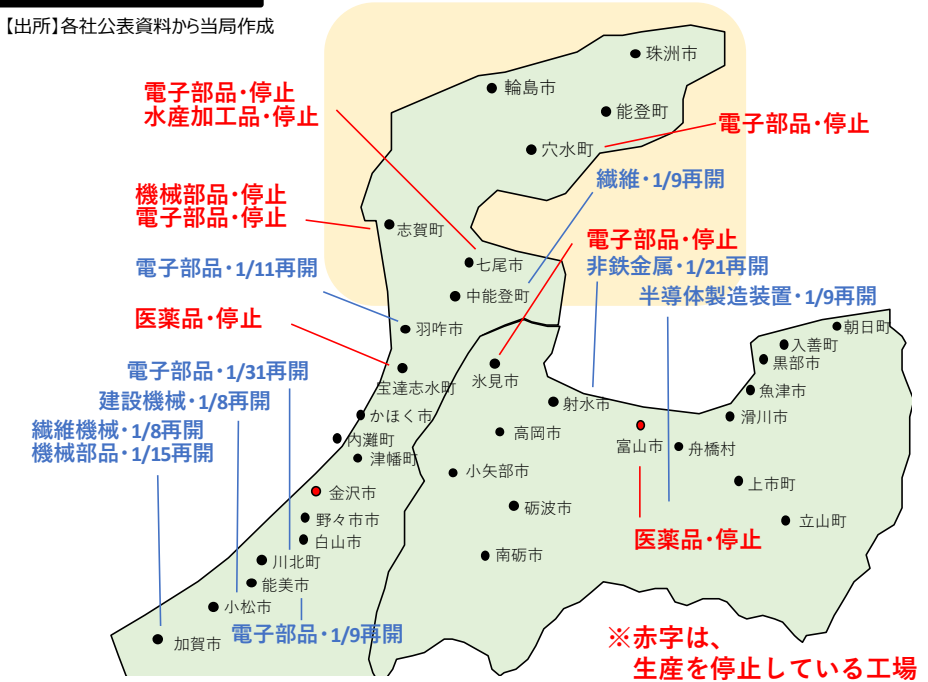 【出所】各社公表資料から当局作成
珠洲市
輪島市
電子部品・停止
水産加工品・停止
能登町
電子部品・停止
穴水町
繊維・1/9再開
機械部品・停止
電子部品・停止
志賀町
電子部品・停止
七尾市
電子部品・1/11再開
非鉄金属・1/21再開
中能登町
半導体製造装置・1/9再開
医薬品・停止
羽咋市
朝日町
入善町
黒部市
電子部品・1/31再開
宝達志水町
氷見市
魚津市
建設機械・1/8再開
射水市
かほく市
滑川市
繊維機械・1/8再開
機械部品・1/15再開
内灘町
高岡市
富山市
舟橋村
津幡町
小矢部市
上市町
金沢市
砺波市
野々市市
立山町
白山市
医薬品・停止
南砺市
川北町
能美市
小松市
電子部品・1/9再開
加賀市
※赤字は、
生産を停止している工場